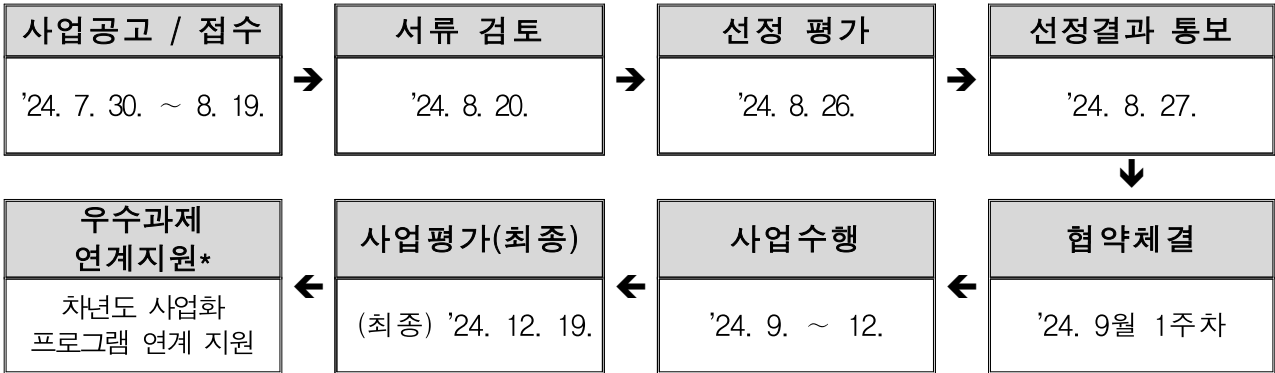 사업공고 / 접수
'24. 7. 30. ~ 8. 19.
서류 검토
'24. 8. 20.
선정 평가
'24. 8. 26.
선정결과 통보
'24. 8. 27.
협약체결
'24. 9월 1주차
사업수행
'24. 9. ~ 12.
사업평가(최종)
(최종) '24. 12. 19.
우수과제
연계지원*
차년도 사업화
프로그램 연계 지원